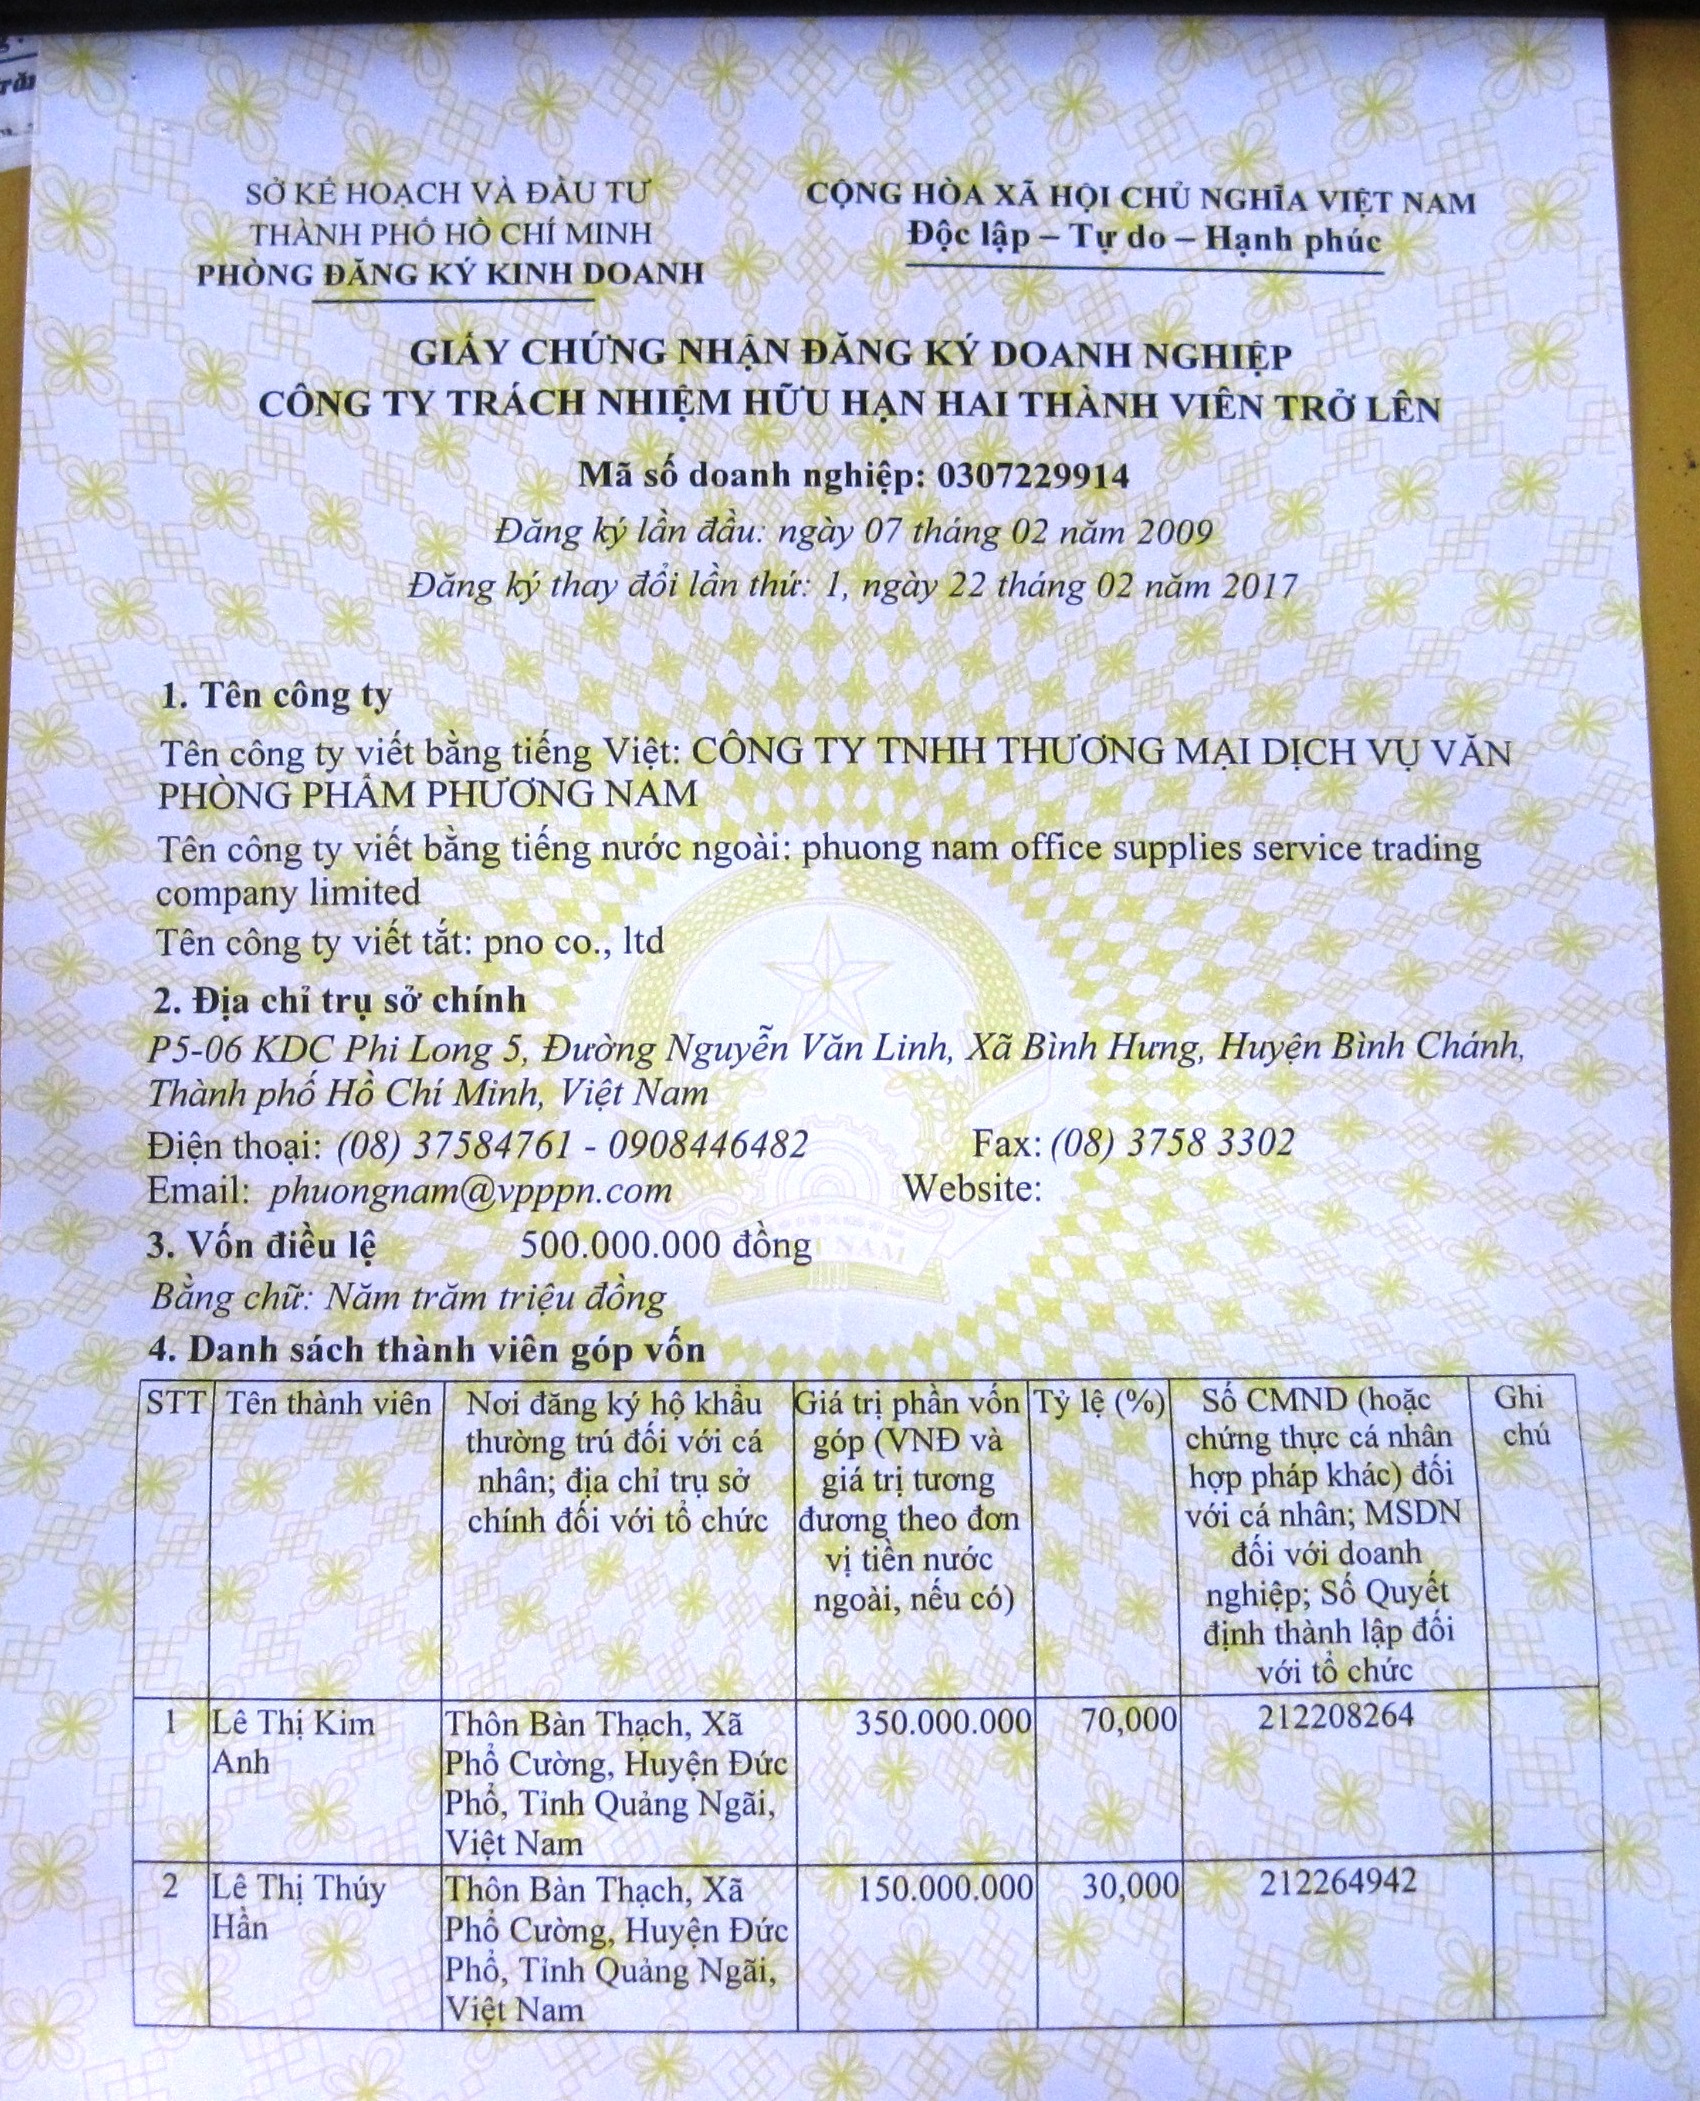 SỞ KẾ HOẠCH VÀ ĐẦU TƯ
THÀNH PHỐ HỒ CHÍ MINH
PHÒNG ĐĂNG KÝ KINH DOANH
CỘNG HÒA XÃ HỘI CHỦ NGHĨA VIỆT NAM
Độc lập – Tự do – Hạnh phúc
GIẤY CHỨNG NHẬN ĐĂNG KÝ DOANH NGHIỆP
CÔNG TY TRÁCH NHIỆM HỮU HẠN HAI THÀNH VIÊN TRỞ LÊN
Mã số doanh nghiệp: 0307229914
Đăng ký lần đầu: ngày 07 tháng 02 năm 2009
Đăng ký thay đổi lần thứ: 1, ngày 22 tháng 02 năm 2017
1. Tên công ty
Tên công ty viết bằng tiếng Việt: CÔNG TY TNHH THƯƠNG MẠI DỊCH VỤ VĂN
PHÒNG PHẨM PHƯƠNG NAM
Tên công ty viết bằng tiếng nước ngoài: phuong nam office supplies service trading
company limited
Tên công ty viết tắt: pno co., ltd
2. Địa chỉ trụ sở chính
P5-06 KDC Phi Long 5, Đường Nguyễn Văn Linh, Xã Bình Hưng, Huyện Bình Chánh,
Thành phố Hồ Chí Minh, Việt Nam
Điện thoại: (08) 37584761 - 0908446482 Fax: (08) 3758 3302
Email: phuongnam@vpppn.com Website:
3. Vốn điều lệ 500.000.000 đồng
Bằng chữ: Năm trăm triệu đồng
4. Danh sách thành viên góp vốn
STT
Tên thành viên
Nơi đăng ký hộ khẩu
thường trú đối với cá
nhân; địa chỉ trụ sở
chính đối với tổ chức
Giá trị phần vốn
góp (VNĐ và
giá trị tương
đương theo đơn
vị tiền nước
ngoài, nếu có)
Tỷ lệ (%)
Số CMND (hoặc
chứng thực cá nhân
hợp pháp khác) đối
với cá nhân; MSDN
đối với doanh
nghiệp; Số Quyết
định thành lập đối
với tổ chức
Ghi
chú
1
Lê Thị Kim
Anh
Thôn Bàn Thạch, Xã
Phổ Cường, Huyện Đức
Phổ, Tỉnh Quảng Ngãi,
Việt Nam
350.000.000
70,000
212208264
2
Lê Thị Thúy
Hần
Thôn Bàn Thạch, Xã
Phổ Cường, Huyện Đức
Phổ, Tỉnh Quảng Ngãi,
Việt Nam
150.000.000
30,000
212264942